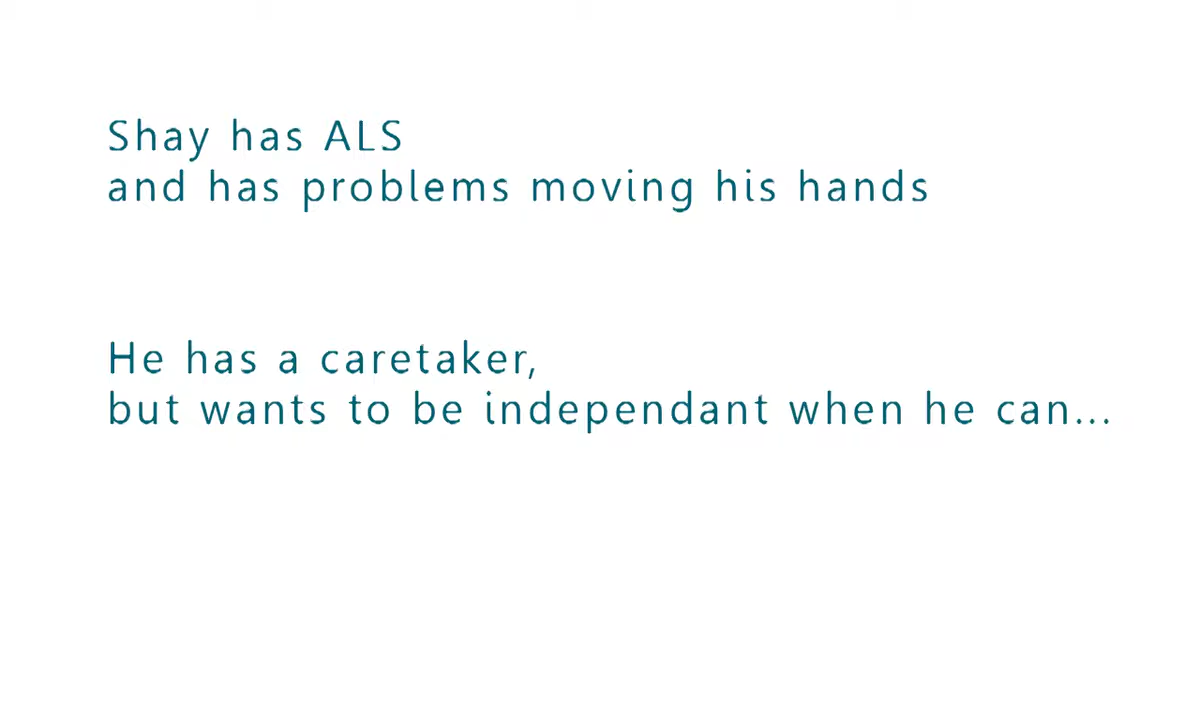 Shay has ALS
and has problems moving his hands
He has a caretaker,
but wants to be independant when he can...